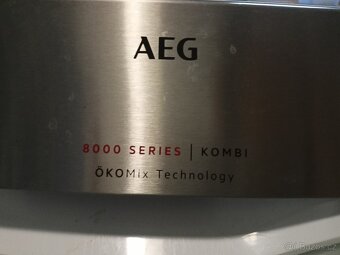 AEG
8000 SERIES | KOMBI
ÖKOMix Technology